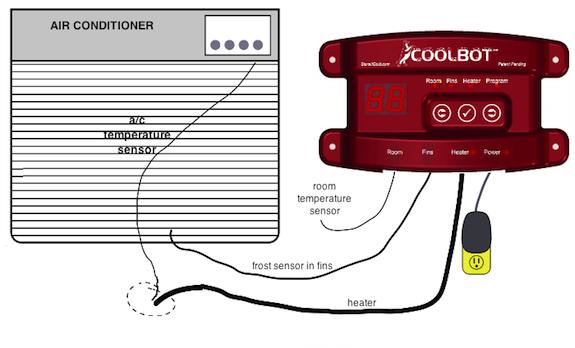 AIR CONDITIONER
a/c
temperature
sensor
COOLBOT
StoreItCold.com
Patent Pending
Room Fins Heater Program
88
Room Fins Heater Power
room
temperature
sensor
frost sensor in fins
heater